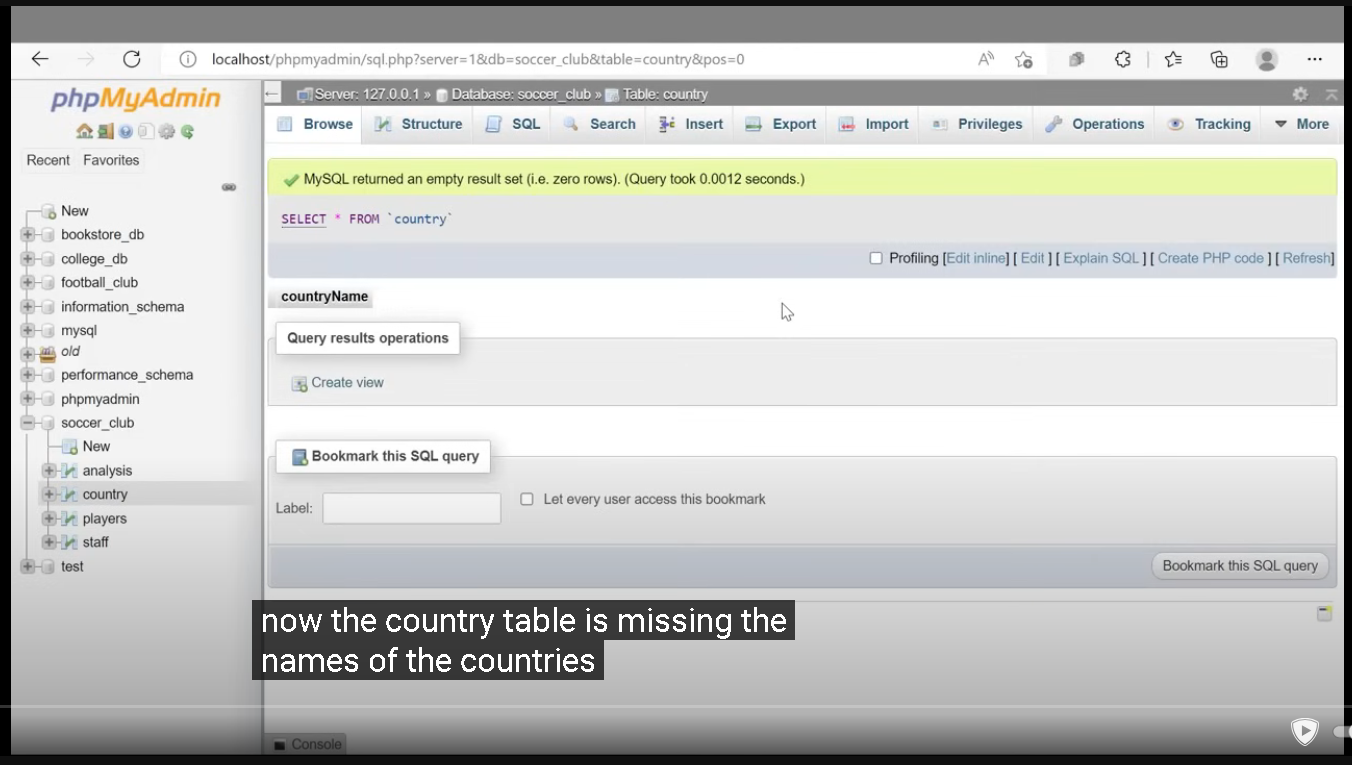 localhost/phpmyadmin/sql.php?server=1&db=soccer_club&table=country&pos=0
phpMyAdmin
Recent Favorites
New
bookstore_db
college_db
football_club
information_schema
mysql
old
performance_schema
phpmyadmin
soccer_club
New
analysis
country
players
staff
test
Server: 127.0.0.1 » Database: soccer_club » Table: country
Browse Structure SQL Search Insert Export Import Privileges Operations Tracking More
MySQL returned an empty result set (i.e. zero rows). (Query took 0.0012 seconds.)
SELECT * FROM `country`
Profiling [Edit inline] [ Edit ] [ Explain SQL ] [ Create PHP code ] [ Refresh]
countryName
Query results operations
Create view
Bookmark this SQL query
Label: Let every user access this bookmark
Bookmark this SQL query
now the country table is missing the
names of the countries
Console